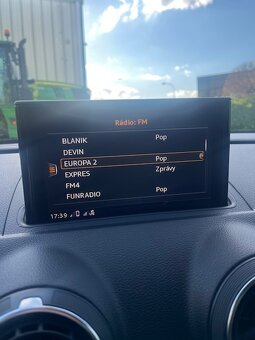 Rádio: FM
BLANIK Pop
DEVIN
EUROPA 2 Pop
EXPRES Zprávy
FM4
FUNRADIO Pop
17:39